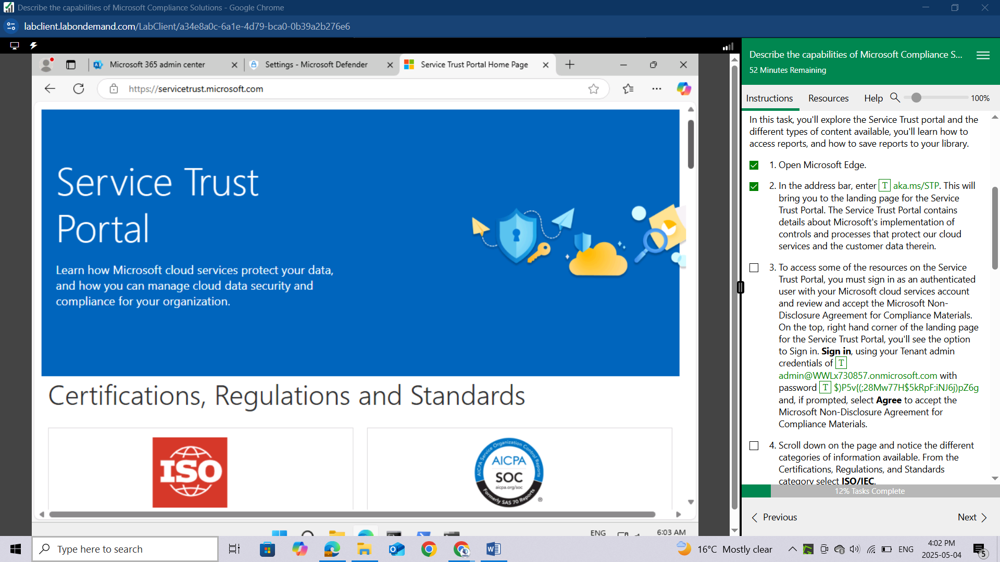 Describe the capabilities of Microsoft Compliance Solutions - Google Chrome
labclient.labondemand.com/LabClient/a34e8a0c-6a1e-4d79-bca0-0b39a2b276e6
Microsoft 365 admin center
Settings - Microsoft Defender
Service Trust Portal Home Page
https://servicetrust.microsoft.com
Service Trust
Portal
Learn how Microsoft cloud services protect your data,
and how you can manage cloud data security and
compliance for your organization.
Certifications, Regulations and Standards
ISO
AICPA Service Organization Control Reports
AICPA
SOC
aicpa.org/soc
Formerly SAS 70 Reports
ENG
6:03 AM
Describe the capabilities of Microsoft Compliance S...
52 Minutes Remaining
Instructions
Resources
Help
100%
In this task, you'll explore the Service Trust portal and the
different types of content available, you'll learn how to
access reports, and how to save reports to your library.
1. Open Microsoft Edge.
2. In the address bar, enter T aka.ms/STP. This will
bring you to the landing page for the Service
Trust Portal. The Service Trust Portal contains
details about Microsoft's implementation of
controls and processes that protect our cloud
services and the customer data therein.
3. To access some of the resources on the Service
Trust Portal, you must sign in as an authenticated
user with your Microsoft cloud services account
and review and accept the Microsoft Non-
Disclosure Agreement for Compliance Materials.
On the top, right hand corner of the landing page
for the Service Trust Portal, you'll see the option
to Sign in. Sign in, using your Tenant admin
credentials of T
admin@WWLx730857.onmicrosoft.com with
password T $)P5v{(;28Mw77H$5kRpF:iNJ6j)pZ6g
and, if prompted, select Agree to accept the
Microsoft Non-Disclosure Agreement for
Compliance Materials.
4. Scroll down on the page and notice the different
categories of information available. From the
Certifications, Regulations, and Standards
category select ISO/IEC.
12% Tasks Complete
Previous
Next
Type here to search
16°C Mostly clear
ENG
4:02 PM
2025-05-04
5